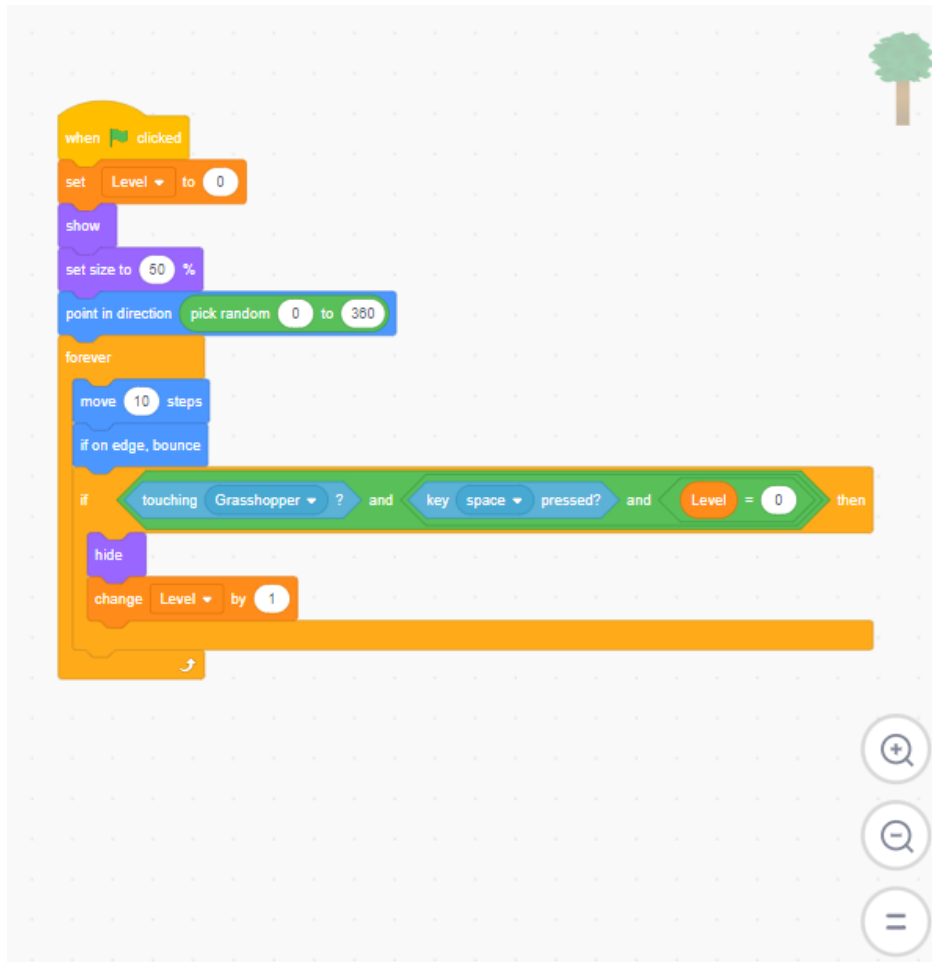 when clicked
set Level to 0
show
set size to 50 %
point in direction pick random 0 to 360
forever
move 10 steps
if on edge, bounce
if touching Grasshopper ? and key space pressed? and Level = 0 then
hide
change Level by 1